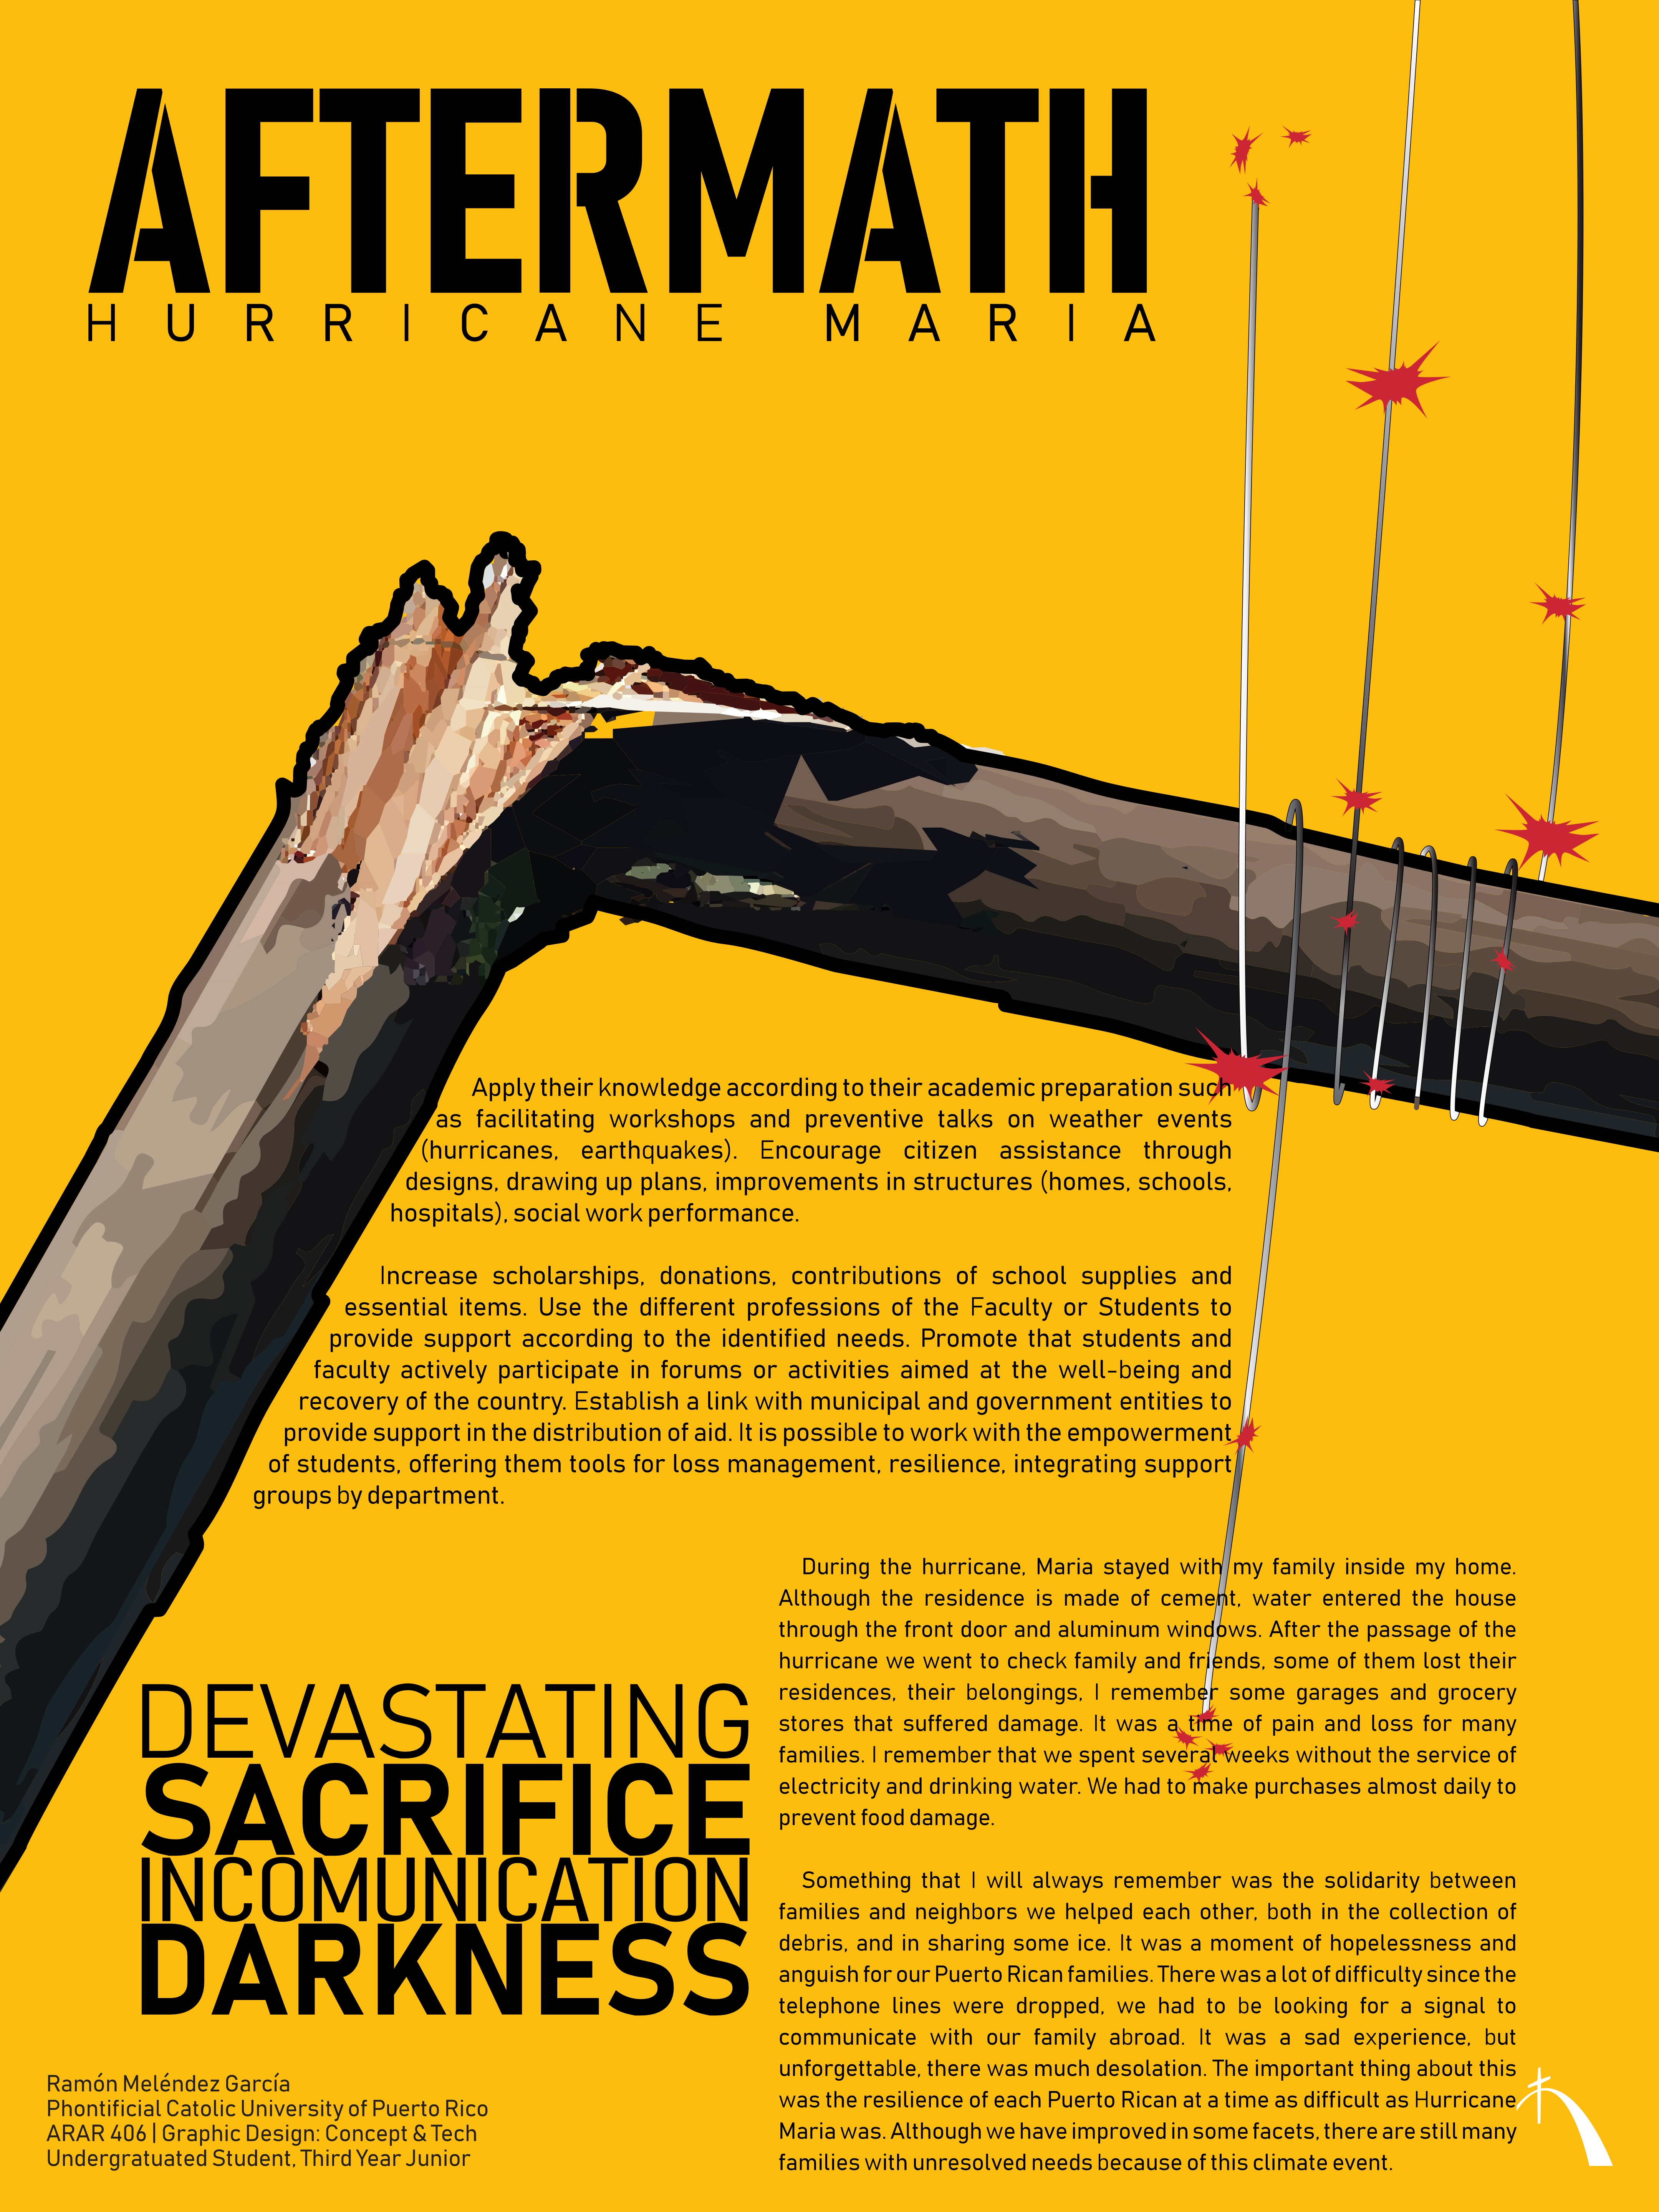 AFTERMATH
HURRICANE MARIA
Apply their knowledge according to their academic preparation such
as facilitating workshops and preventive talks on weather events
(hurricanes, earthquakes). Encourage citizen assistance through
designs, drawing up plans, improvements in structures (homes, schools,
hospitals), social work performance.
Increase scholarships, donations, contributions of school supplies and
essential items. Use the different professions of the Faculty or Students to
provide support according to the identified needs. Promote that students and
faculty actively participate in forums or activities aimed at the well-being and
recovery of the country. Establish a link with municipal and government entities to
provide support in the distribution of aid. It is possible to work with the empowerment
of students, offering them tools for loss management, resilience, integrating support
groups by department.
During the hurricane, Maria stayed with my family inside my home.
Although the residence is made of cement, water entered the house
through the front door and aluminum windows. After the passage of the
hurricane we went to check family and friends, some of them lost their
residences, their belongings, I remember some garages and grocery
stores that suffered damage. It was a time of pain and loss for many
families. I remember that we spent several weeks without the service of
electricity and drinking water. We had to make purchases almost daily to
prevent food damage.
Something that I will always remember was the solidarity between
families and neighbors we helped each other, both in the collection of
debris, and in sharing some ice. It was a moment of hopelessness and
anguish for our Puerto Rican families. There was a lot of difficulty since the
telephone lines were dropped, we had to be looking for a signal to
communicate with our family abroad. It was a sad experience, but
unforgettable, there was much desolation. The important thing about this
was the resilience of each Puerto Rican at a time as difficult as Hurricane
Maria was. Although we have improved in some facets, there are still many
families with unresolved needs because of this climate event.
DEVASTATING
SACRIFICE
INCOMUNICATION
DARKNESS
Ramón Meléndez García
Phontificial Catolic University of Puerto Rico
ARAR 406 | Graphic Design: Concept & Tech
Undergratuated Student, Third Year Junior